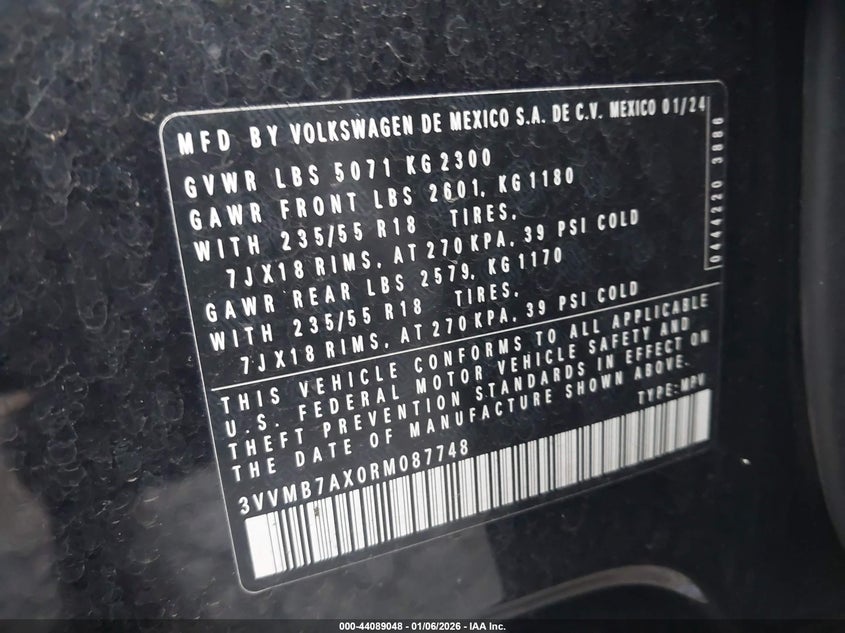 MFD BY VOLKSWAGEN DE MEXICO S.A. DE C.V. MEXICO 01/24
GVWR LBS 5071 KG 2300
GAWR FRONT LBS 2601, KG 1180
WITH 235/55 R18 TIRES,
7JX18 RIMS, AT 270 KPA, 39 PSI COLD
GAWR REAR LBS 2579, KG 1170
WITH 235/55 R18 TIRES,
7JX18 RIMS, AT 270 KPA, 39 PSI COLD
THIS VEHICLE CONFORMS TO ALL APPLICABLE
U.S. FEDERAL MOTOR VEHICLE SAFETY AND
THEFT PREVENTION STANDARDS IN EFFECT ON
THE DATE OF MANUFACTURE SHOWN ABOVE.
3VVMB7AX0RM087748 TYPE: MPV
0444220 3886
000-44089048 - 01/06/2026 - IAA Inc.